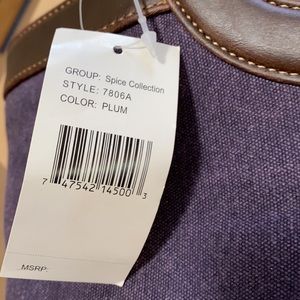 GROUP: Spice Collection
STYLE: 7806A
COLOR: PLUM
7 47542 14500 3
MSRP: